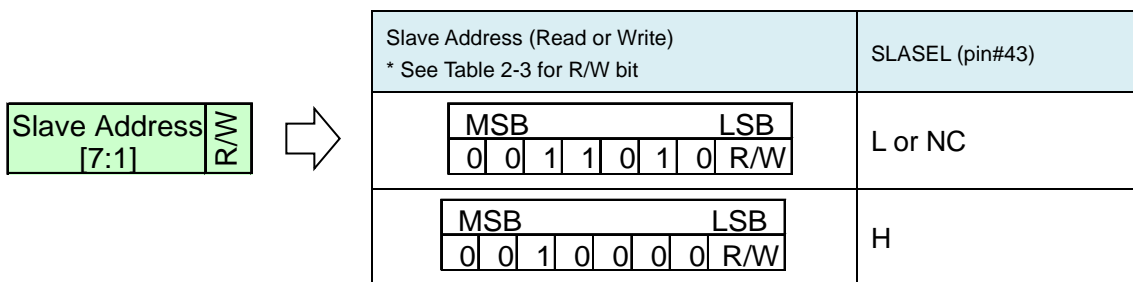 Slave Address
[7:1]
R/W
Slave Address (Read or Write)
* See Table 2-3 for R/W bit
SLASEL (pin#43)
MSB LSB
0 0 1 1 0 1 0 R/W
L or NC
MSB LSB
0 0 1 0 0 0 0 R/W
H